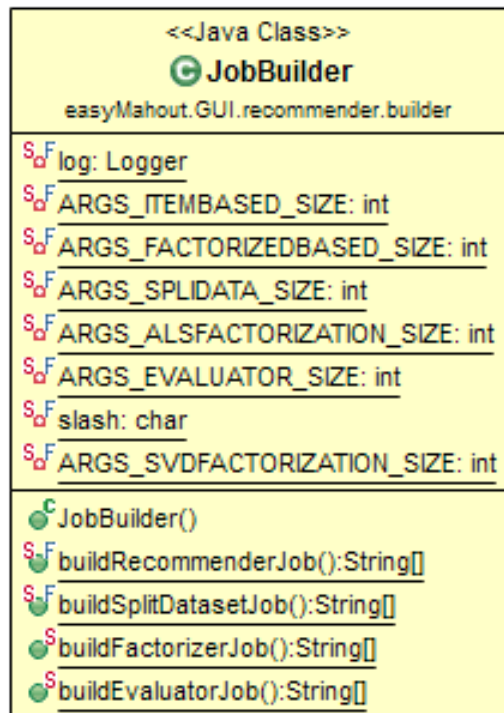 <<Java Class>>
C JobBuilder
easyMahout.GUI.recommender.builder
S F log: Logger
S F ARGS_ITEMBASED_SIZE: int
S F ARGS_FACTORIZEDBASED_SIZE: int
S F ARGS_SPLIDATA_SIZE: int
S F ARGS_ALSFACTORIZATION_SIZE: int
S F ARGS_EVALUATOR_SIZE: int
S F slash: char
S F ARGS_SVDFACTORIZATION_SIZE: int
C JobBuilder()
S F buildRecommenderJob():String[]
S F buildSplitDatasetJob():String[]
S buildFactorizerJob():String[]
S buildEvaluatorJob():String[]